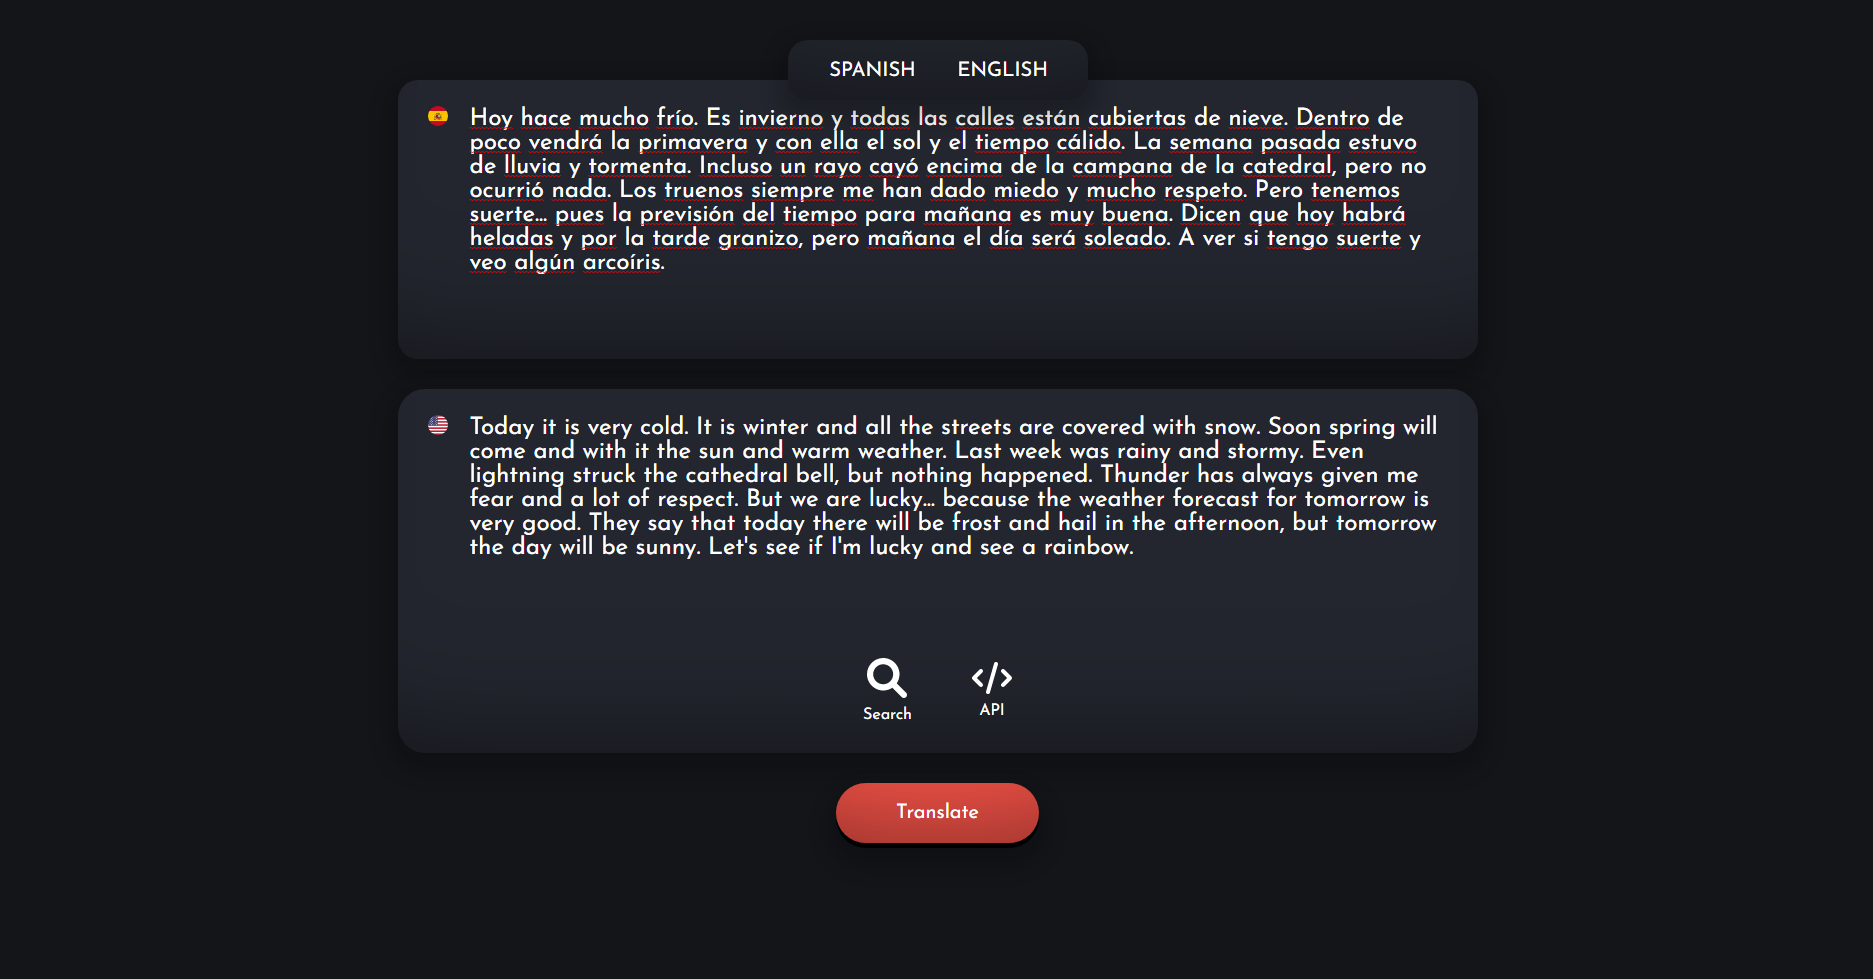 SPANISH ENGLISH
Hoy hace mucho frío. Es invierno y todas las calles están cubiertas de nieve. Dentro de
poco vendrá la primavera y con ella el sol y el tiempo cálido. La semana pasada estuvo
de lluvia y tormenta. Incluso un rayo cayó encima de la campana de la catedral, pero no
ocurrió nada. Los truenos siempre me han dado miedo y mucho respeto. Pero tenemos
suerte... pues la previsión del tiempo para mañana es muy buena. Dicen que hoy habrá
heladas y por la tarde granizo, pero mañana el día será soleado. A ver si tengo suerte y
veo algún arcoíris.
Today it is very cold. It is winter and all the streets are covered with snow. Soon spring will
come and with it the sun and warm weather. Last week was rainy and stormy. Even
lightning struck the cathedral bell, but nothing happened. Thunder has always given me
fear and a lot of respect. But we are lucky... because the weather forecast for tomorrow is
very good. They say that today there will be frost and hail in the afternoon, but tomorrow
the day will be sunny. Let's see if I'm lucky and see a rainbow.
Search API
Translate